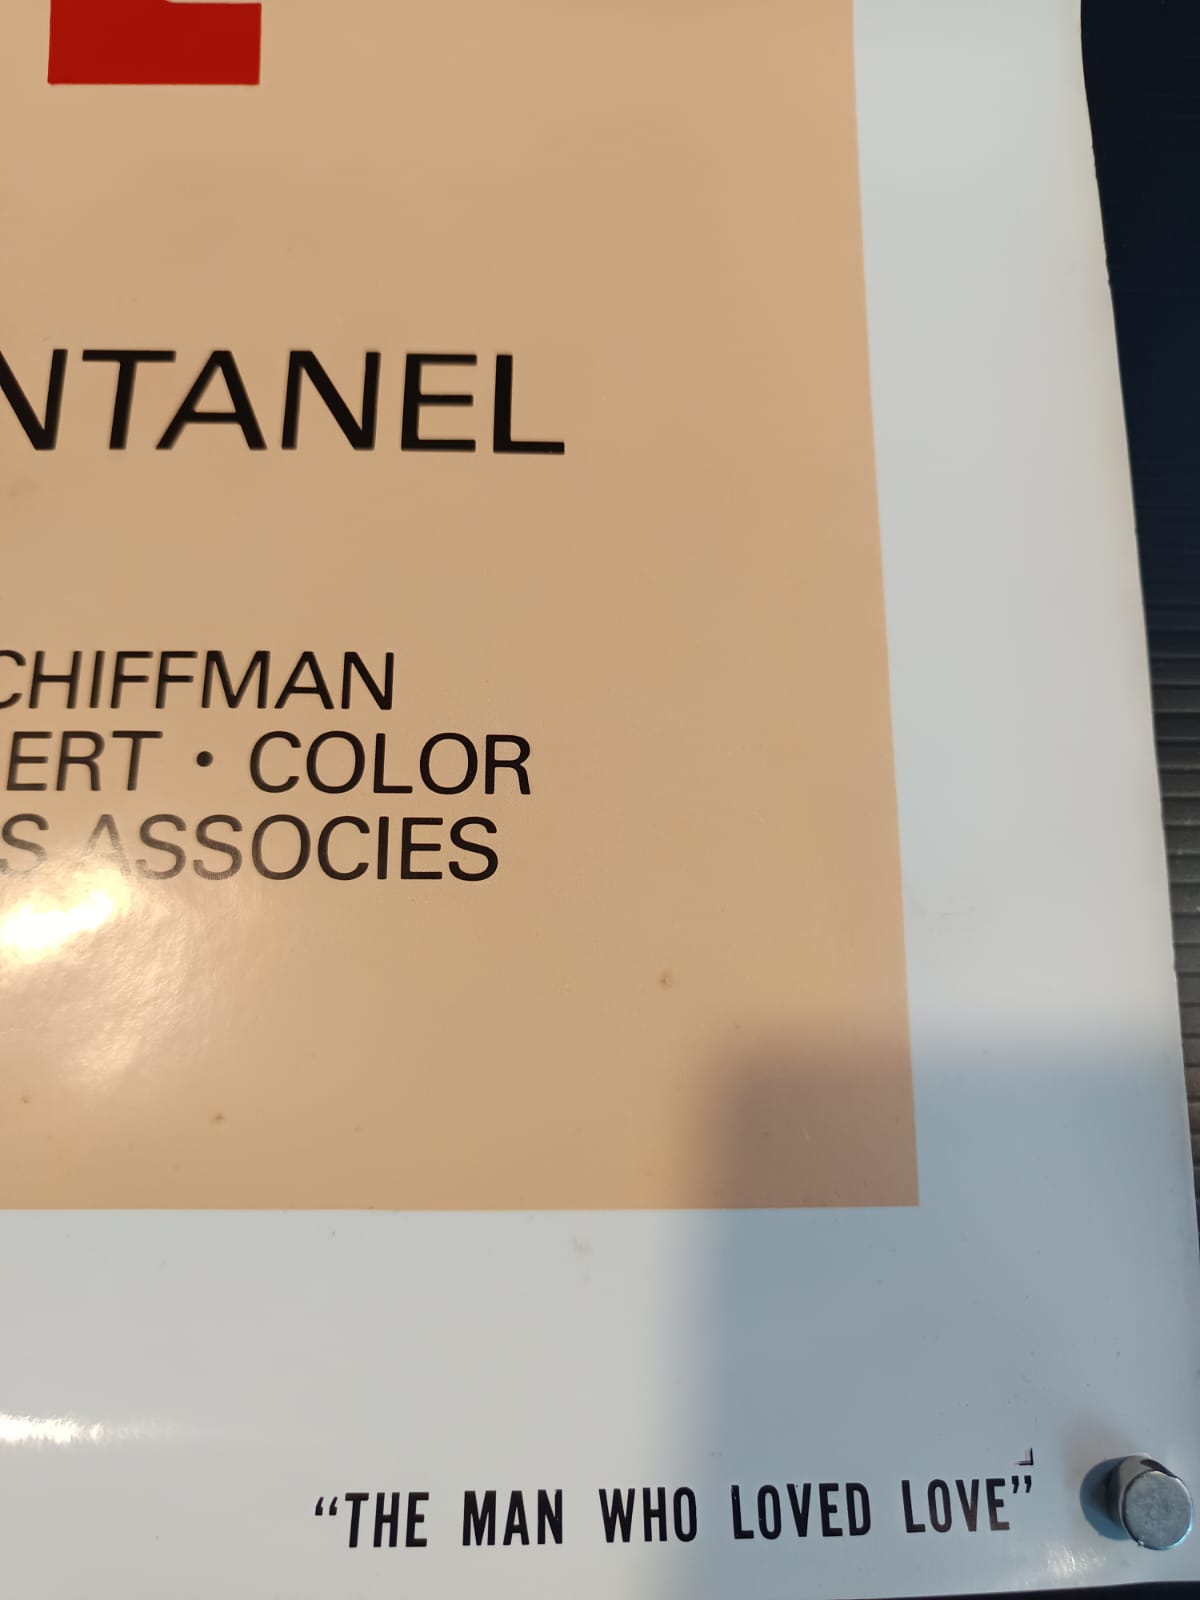 NTANEL
CHIFFMAN
ERT • COLOR
S ASSOCIES
“THE MAN WHO LOVED LOVE”